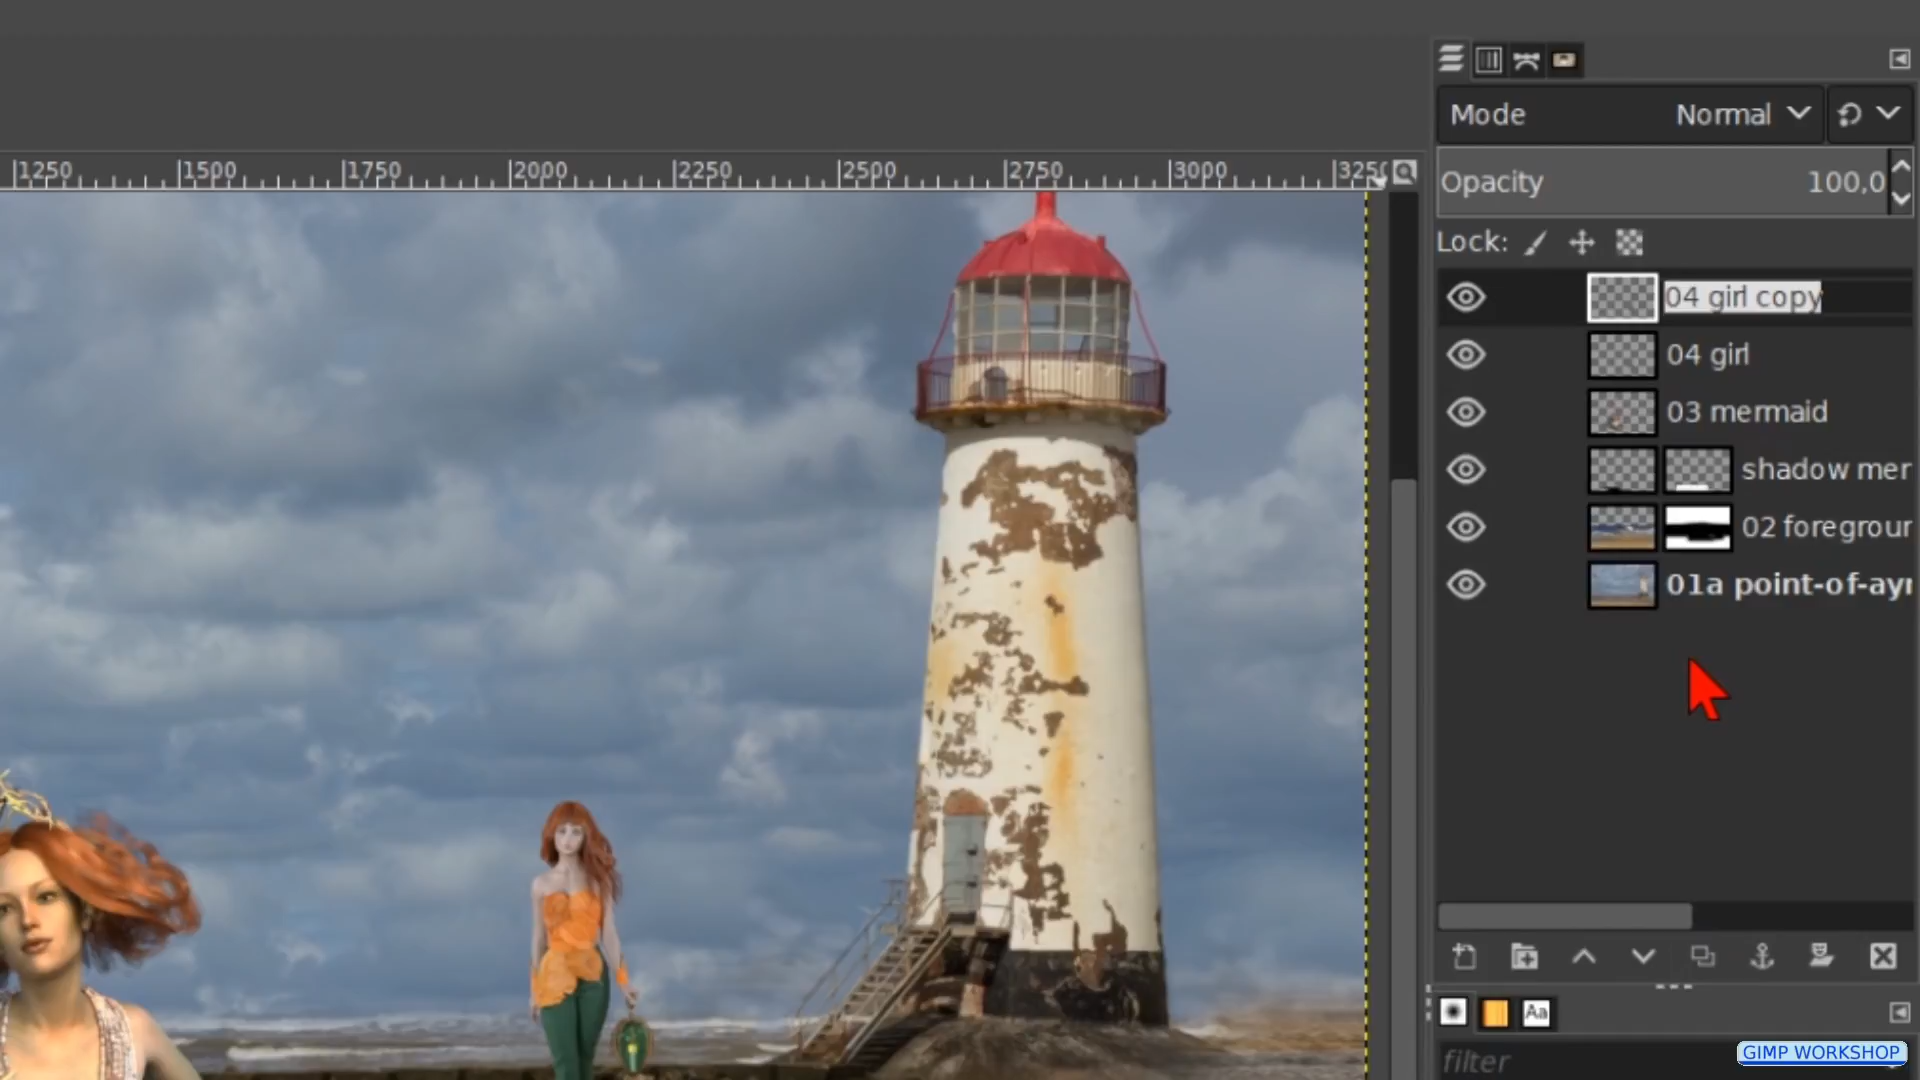 Mode Normal
1250 1500 1750 2000 2250 2500 2750 3000 325
Opacity 100,0
Lock:
04 girl copy
04 girl
03 mermaid
shadow mer
02 foregrour
01a point-of-ayr
Aa
filter
GIMP WORKSHOP